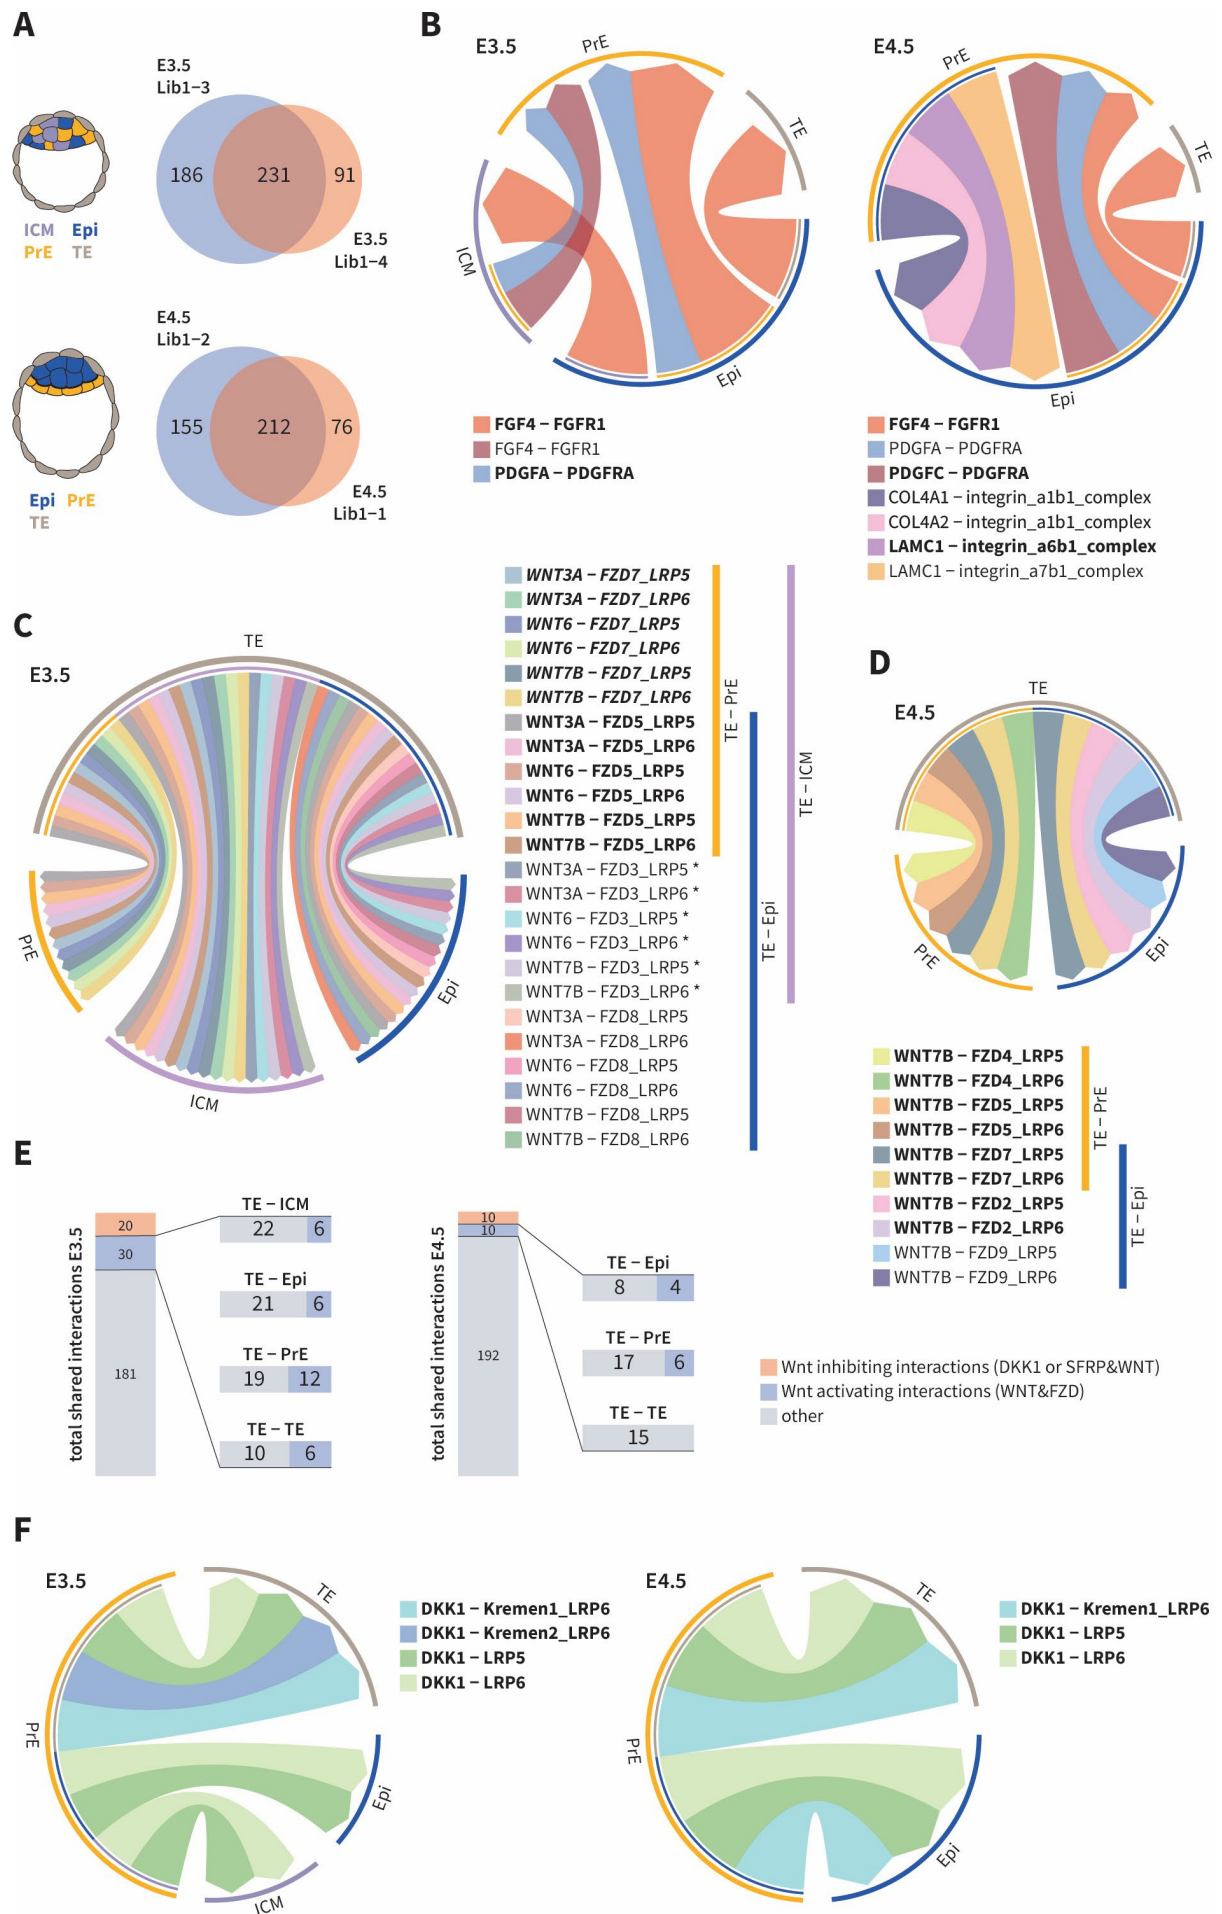 A
E3.5
Lib1–3
186
231
91
E3.5
Lib1–4
ICM Epi
PrE TE
E4.5
Lib1–2
155
212
76
E4.5
Lib1–1
Epi PrE
TE
B
E3.5
PrE
TE
ICM
Epi
FGF4 – FGFR1
FGF4 – FGFR1
PDGFA – PDGFRA
E4.5
PrE
TE
Epi
FGF4 – FGFR1
PDGFA – PDGFRA
PDGFC – PDGFRA
COL4A1 – integrin_a1b1_complex
COL4A2 – integrin_a1b1_complex
LAMC1 – integrin_a6b1_complex
LAMC1 – integrin_a7b1_complex
C
E3.5
TE
PrE
ICM
Epi
WNT3A – FZD7_LRP5
WNT3A – FZD7_LRP6
WNT6 – FZD7_LRP5
WNT6 – FZD7_LRP6
WNT7B – FZD7_LRP5
WNT7B – FZD7_LRP6
WNT3A – FZD5_LRP5
WNT3A – FZD5_LRP6
WNT6 – FZD5_LRP5
WNT6 – FZD5_LRP6
WNT7B – FZD5_LRP5
WNT7B – FZD5_LRP6
WNT3A – FZD3_LRP5 *
WNT3A – FZD3_LRP6 *
WNT6 – FZD3_LRP5 *
WNT6 – FZD3_LRP6 *
WNT7B – FZD3_LRP5 *
WNT7B – FZD3_LRP6 *
WNT3A – FZD8_LRP5
WNT3A – FZD8_LRP6
WNT6 – FZD8_LRP5
WNT6 – FZD8_LRP6
WNT7B – FZD8_LRP5
WNT7B – FZD8_LRP6
TE – PrE
TE – Epi
TE – ICM
D
E4.5
TE
PrE
Epi
WNT7B – FZD4_LRP5
WNT7B – FZD4_LRP6
WNT7B – FZD5_LRP5
WNT7B – FZD5_LRP6
WNT7B – FZD7_LRP5
WNT7B – FZD7_LRP6
WNT7B – FZD2_LRP5
WNT7B – FZD2_LRP6
WNT7B – FZD9_LRP5
WNT7B – FZD9_LRP6
TE – PrE
TE – Epi
E
total shared interactions E3.5
20
30
181
TE – ICM
22 6
TE – Epi
21 6
TE – PrE
19 12
TE – TE
10 6
total shared interactions E4.5
10
10
192
TE – Epi
8 4
TE – PrE
17 6
TE – TE
15
Wnt inhibiting interactions (DKK1 or SFRP&WNT)
Wnt activating interactions (WNT&FZD)
other
F
E3.5
TE
PrE
Epi
ICM
DKK1 – Kremen1_LRP6
DKK1 – Kremen2_LRP6
DKK1 – LRP5
DKK1 – LRP6
E4.5
TE
PrE
Epi
DKK1 – Kremen1_LRP6
DKK1 – LRP5
DKK1 – LRP6